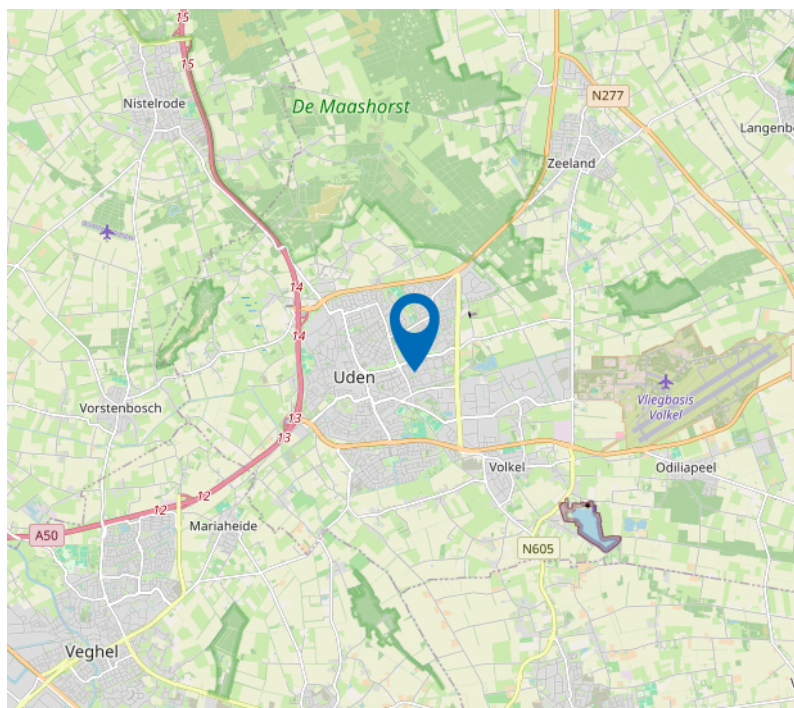 15
15
Nistelrode
De Maashorst
N277
Langenb
Zeeland
14
14
Uden
Vliegbasis
Volkel
Vorstenbosch
13
13
Volkel
Odiliapeel
12
12
Mariaheide
A50
N605
Veghel
V